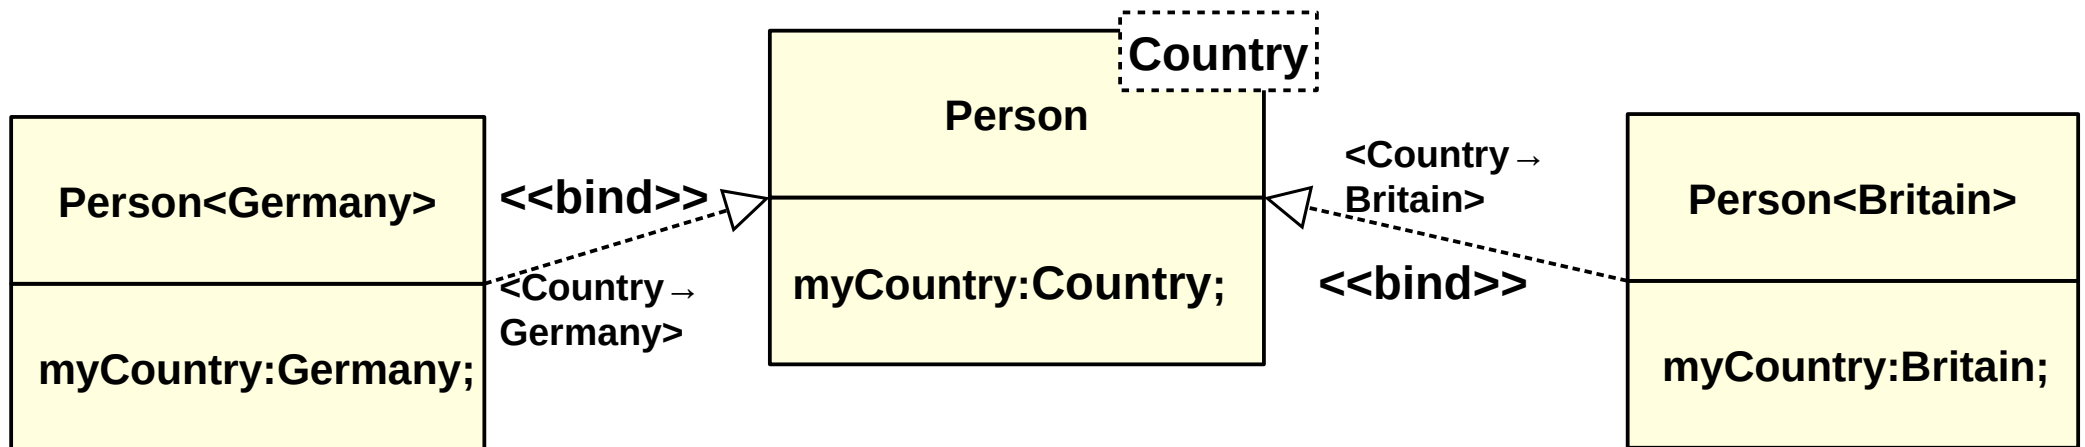 Person<Germany>
myCountry:Germany;
<<bind>>
<Country→
Germany>
Country
Person
myCountry:Country;
<Country→
Britain>
<<bind>>
Person<Britain>
myCountry:Britain;